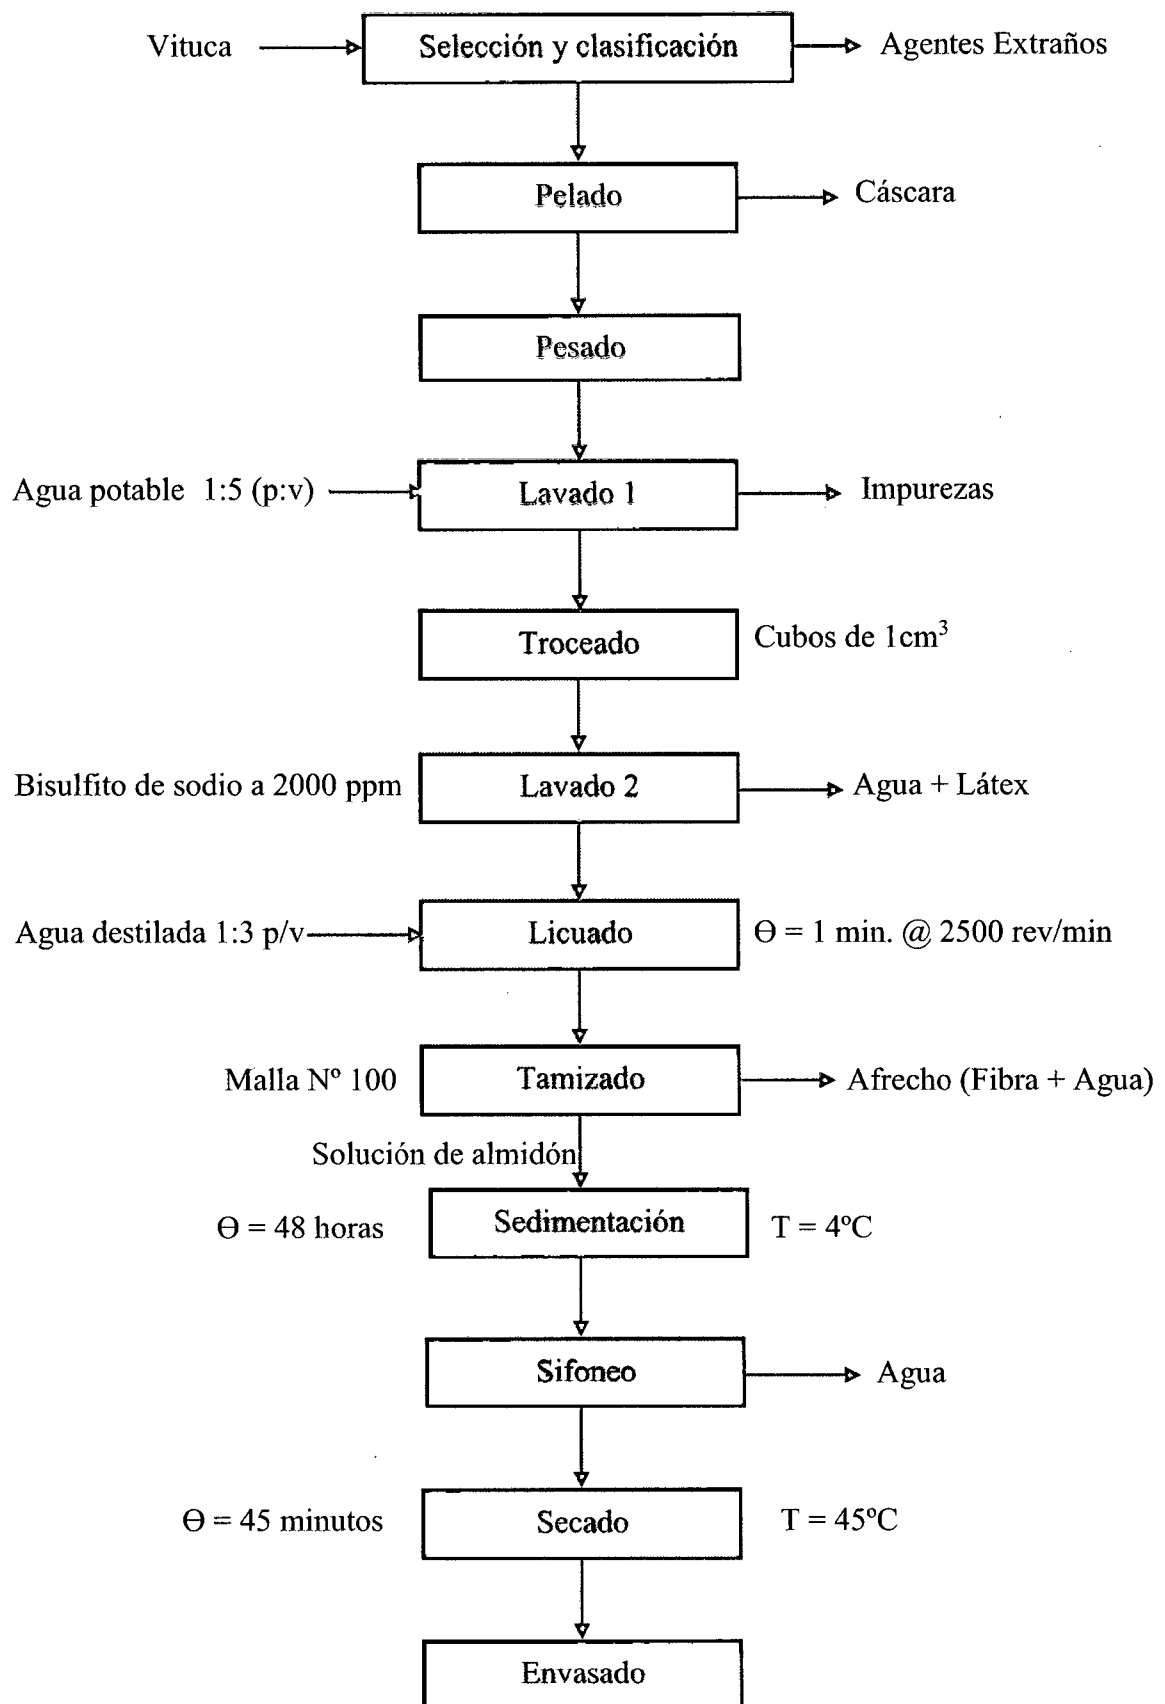 Vituca
Selección y clasificación
Agentes Extraños
Pelado
Cáscara
Pesado
Agua potable 1:5 (p:v)
Lavado 1
Impurezas
Troceado
Cubos de 1cm³
Bisulfito de sodio a 2000 ppm
Lavado 2
Agua + Látex
Agua destilada 1:3 p/v
Licuado
Ɵ = 1 min. @ 2500 rev/min
Malla Nº 100
Tamizado
Afrecho (Fibra + Agua)
Solución de almidón
Ɵ = 48 horas
Sedimentación
T = 4ºC
Sifoneo
Agua
Ɵ = 45 minutos
Secado
T = 45ºC
Envasado